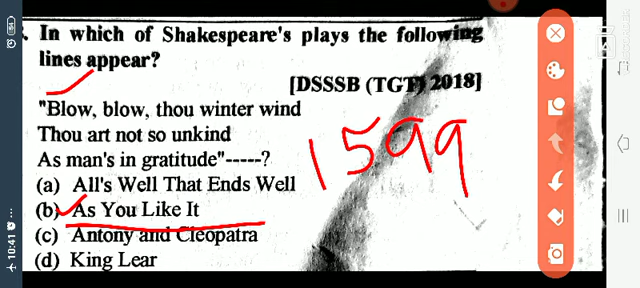 In which of Shakespeare's plays the following
lines appear?
[DSSSB (TGT) 2018]
"Blow, blow, thou winter wind
Thou art not so unkind
As man's in gratitude"-----?
1599
(a) All's Well That Ends Well
(b) As You Like It
(c) Antony and Cleopatra
(d) King Lear
10:41